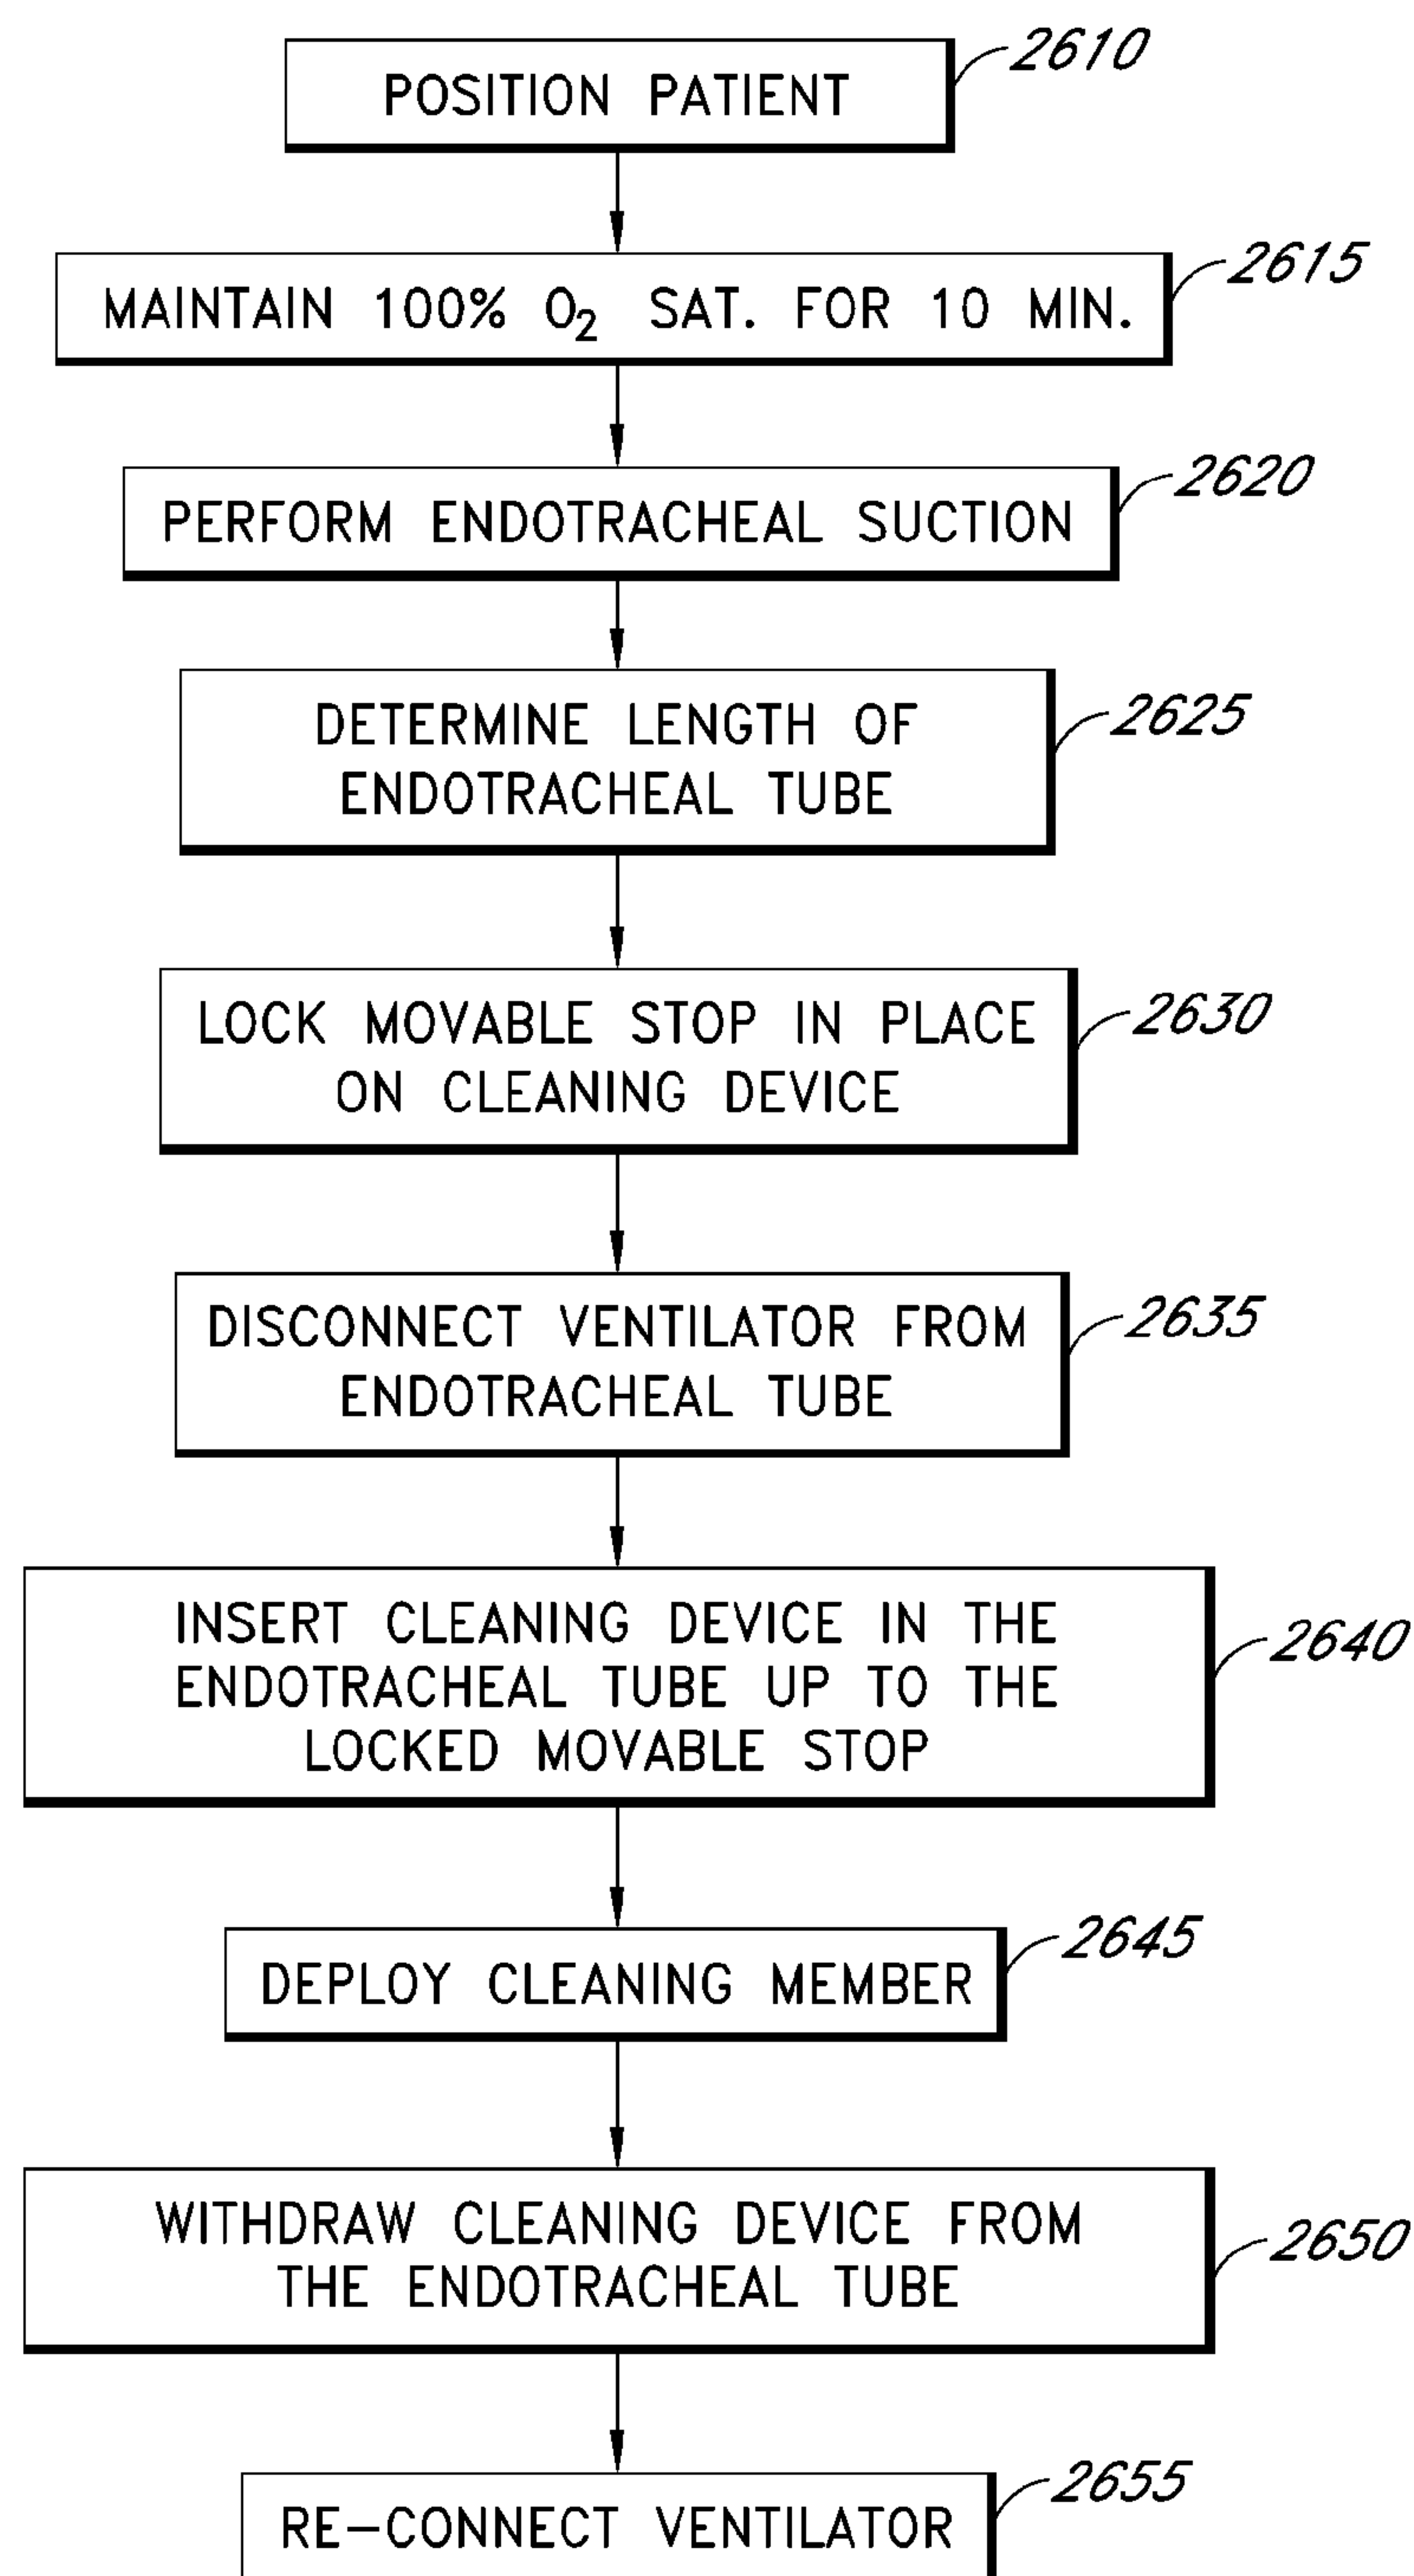 POSITION PATIENT
2610
MAINTAIN 100% O₂ SAT. FOR 10 MIN.
2615
PERFORM ENDOTRACHEAL SUCTION
2620
DETERMINE LENGTH OF
ENDOTRACHEAL TUBE
2625
LOCK MOVABLE STOP IN PLACE
ON CLEANING DEVICE
2630
DISCONNECT VENTILATOR FROM
ENDOTRACHEAL TUBE
2635
INSERT CLEANING DEVICE IN THE
ENDOTRACHEAL TUBE UP TO THE
LOCKED MOVABLE STOP
2640
DEPLOY CLEANING MEMBER
2645
WITHDRAW CLEANING DEVICE FROM
THE ENDOTRACHEAL TUBE
2650
RE-CONNECT VENTILATOR
2655